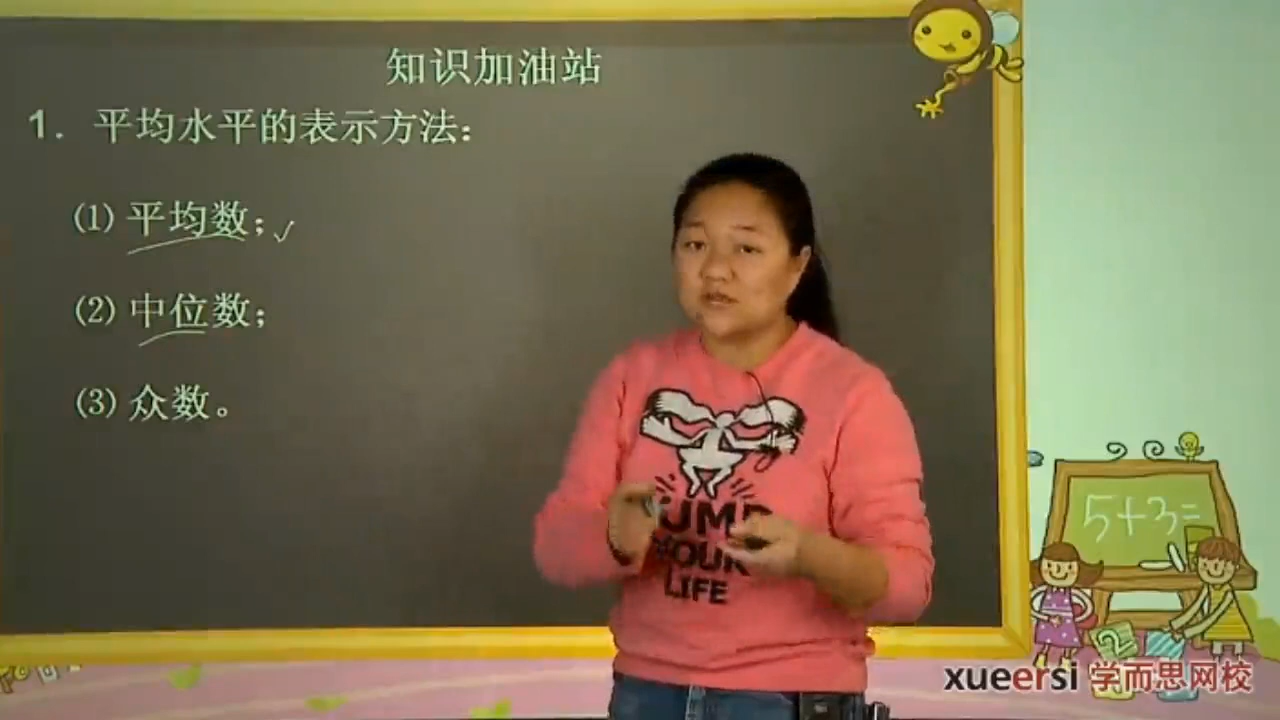 知识加油站
1. 平均水平的表示方法:
(1) 平均数;
(2) 中位数;
(3) 众数。
JUMP
YOUR
LIFE
5+3=
2
xueersi 学而思网校